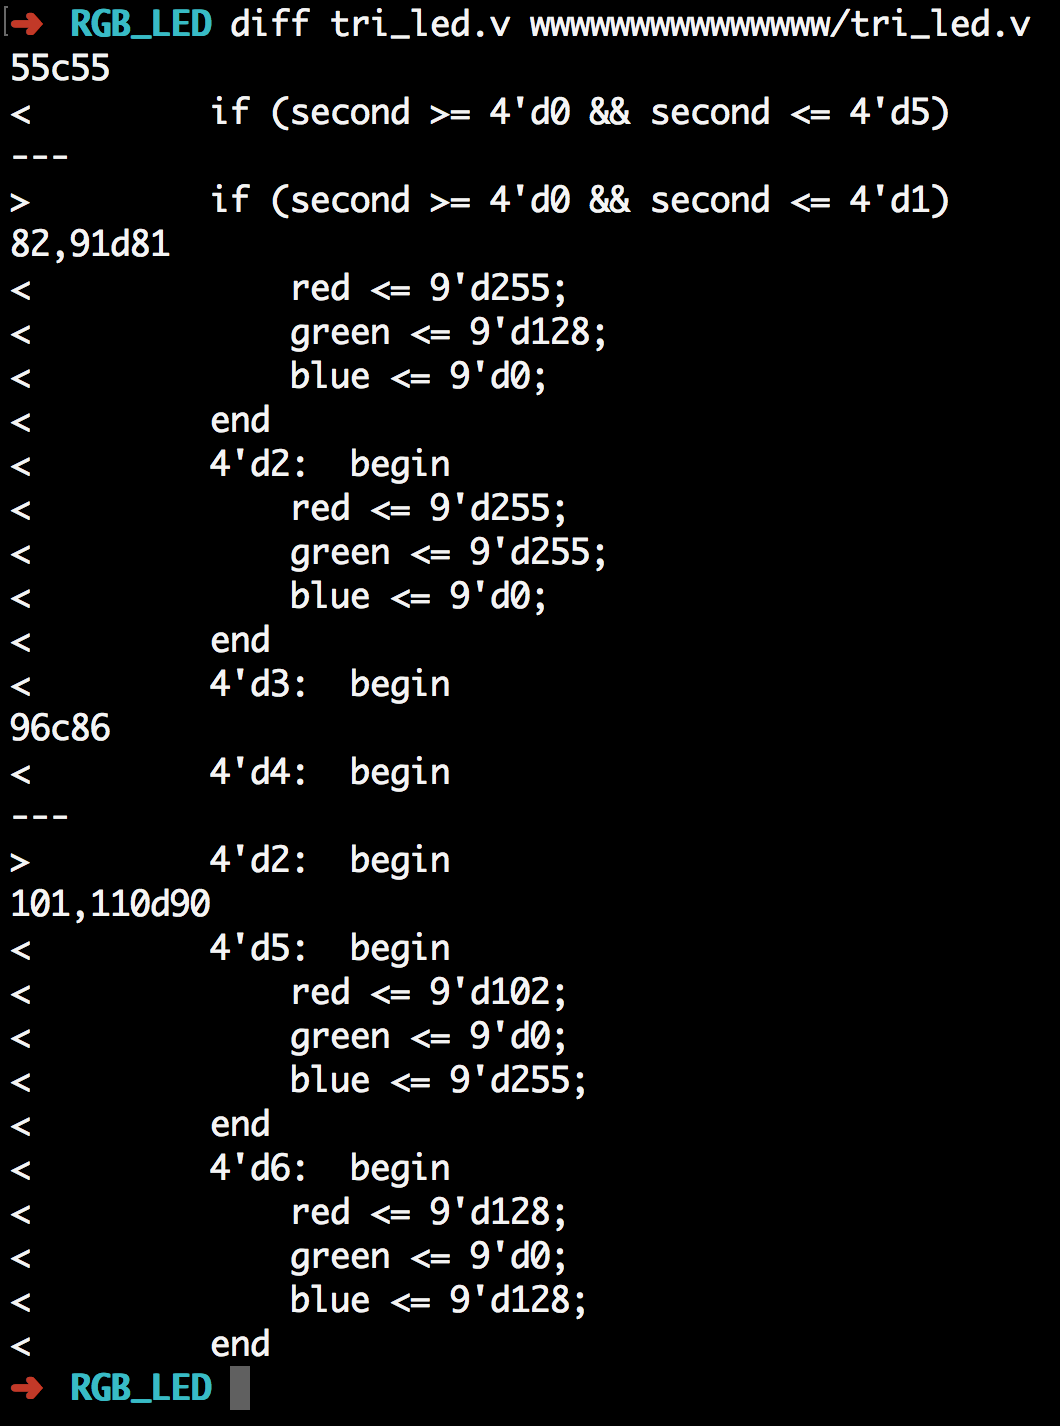 [➜  RGB_LED diff tri_led.v wwwwwwwwwwwwwww/tri_led.v
55c55
<         if (second >= 4'd0 && second <= 4'd5)
---
>         if (second >= 4'd0 && second <= 4'd1)
82,91d81
<             red <= 9'd255;
<             green <= 9'd128;
<             blue <= 9'd0;
<         end
<         4'd2:  begin
<             red <= 9'd255;
<             green <= 9'd255;
<             blue <= 9'd0;
<         end
<         4'd3:  begin
96c86
<         4'd4:  begin
---
>         4'd2:  begin
101,110d90
<         4'd5:  begin
<             red <= 9'd102;
<             green <= 9'd0;
<             blue <= 9'd255;
<         end
<         4'd6:  begin
<             red <= 9'd128;
<             green <= 9'd0;
<             blue <= 9'd128;
<         end
➜  RGB_LED